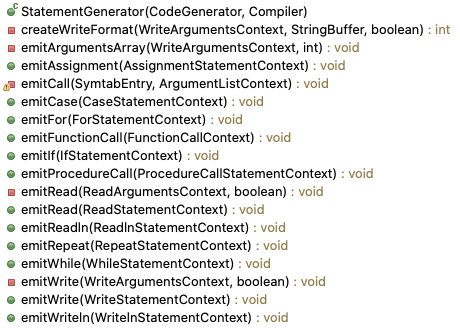 StatementGenerator(CodeGenerator, Compiler)
createWriteFormat(WriteArgumentsContext, StringBuffer, boolean) : int
emitArgumentsArray(WriteArgumentsContext, int) : void
emitAssignment(AssignmentStatementContext) : void
emitCall(SymtabEntry, ArgumentListContext) : void
emitCase(CaseStatementContext) : void
emitFor(ForStatementContext) : void
emitFunctionCall(FunctionCallContext) : void
emitIf(IfStatementContext) : void
emitProcedureCall(ProcedureCallStatementContext) : void
emitRead(ReadArgumentsContext, boolean) : void
emitRead(ReadStatementContext) : void
emitReadln(ReadlnStatementContext) : void
emitRepeat(RepeatStatementContext) : void
emitWhile(WhileStatementContext) : void
emitWrite(WriteArgumentsContext, boolean) : void
emitWrite(WriteStatementContext) : void
emitWriteln(WritelnStatementContext) : void